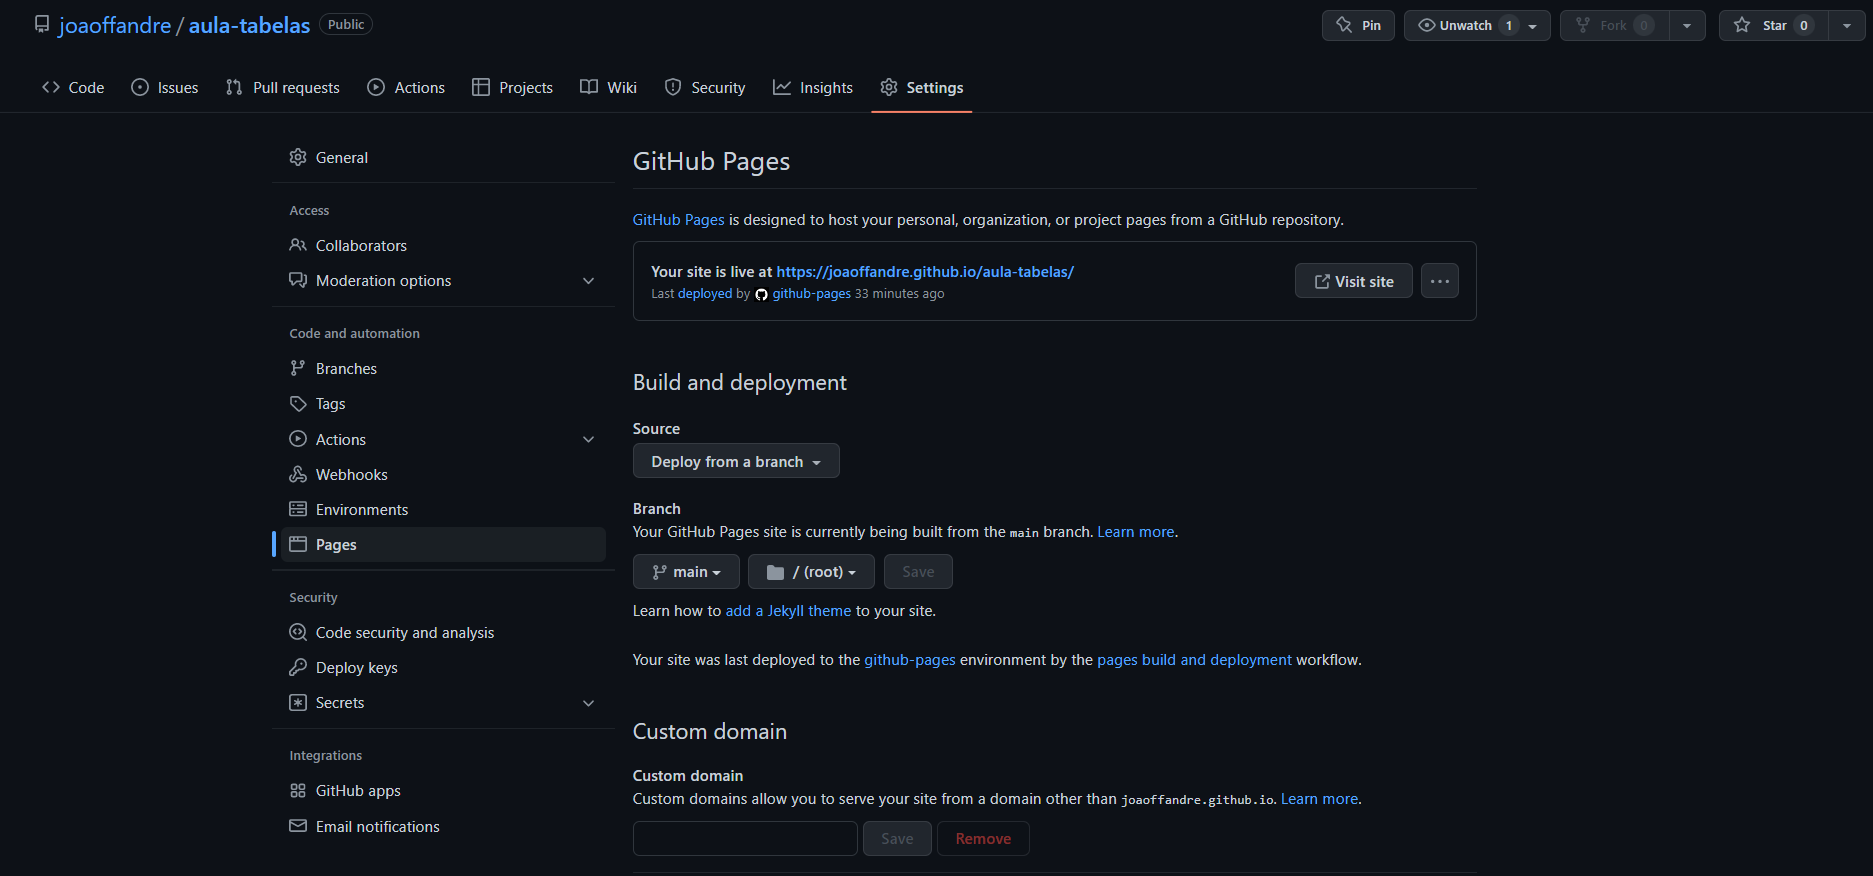 joaoffandre / aula-tabelas Public
Pin Unwatch 1 Fork 0 Star 0
Code Issues Pull requests Actions Projects Wiki Security Insights Settings
General
Access
Collaborators
Moderation options
Code and automation
Branches
Tags
Actions
Webhooks
Environments
Pages
Security
Code security and analysis
Deploy keys
Secrets
Integrations
GitHub apps
Email notifications
GitHub Pages
GitHub Pages is designed to host your personal, organization, or project pages from a GitHub repository.
Your site is live at https://joaoffandre.github.io/aula-tabelas/
Last deployed by github-pages 33 minutes ago
Visit site
Build and deployment
Source
Deploy from a branch
Branch
Your GitHub Pages site is currently being built from the main branch. Learn more.
main / (root) Save
Learn how to add a Jekyll theme to your site.
Your site was last deployed to the github-pages environment by the pages build and deployment workflow.
Custom domain
Custom domain
Custom domains allow you to serve your site from a domain other than joaoffandre.github.io. Learn more.
Save Remove